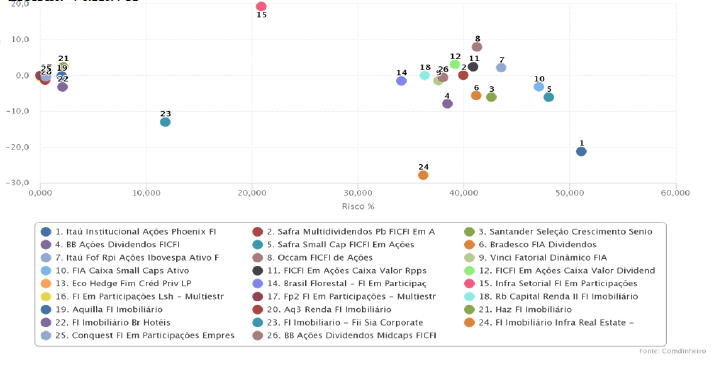 20,0
15
21
25
19
22
8
12
11
7
18
26
2
14
10
0,0
6
3
5
4
-10,0
23
1
-20,0
24
-30,0
0,000 10,000 20,000 30,000 40,000 50,000 60,000
Risco %
1. Itaú Institucional Ações Phoenix FI 2. Safra Multidividendos Pb FICFI Em A 3. Santander Seleção Crescimento Senio
4. BB Ações Dividendos FICFI 5. Safra Small Cap FICFI Em Ações 6. Bradesco FIA Dividendos
7. Itaú Fof Rpi Ações Ibovespa Ativo F 8. Occam FICFI de Ações 9. Vinci Fatorial Dinâmico FIA
10. FIA Caixa Small Caps Ativo 11. FICFI Em Ações Caixa Valor Rpps 12. FICFI Em Ações Caixa Valor Dividend
13. Eco Hedge Fim Créd Priv LP 14. Brasil Florestal - FI Em Participaç 15. Infra Setorial FI Em Participações
16. FI Em Participações Lsh - Multiestr 17. Fp2 FI Em Participações - Multiestr 18. Rb Capital Renda II FI Imobiliário
19. Aquilla FI Imobiliário 20. Aq3 Renda FI Imobiliário 21. Haz FI Imobiliário
22. FI Imobiliario Br Hotéis 23. FI Imobiliario - Fii Sia Corporate 24. FI Imobiliário Infra Real Estate -
25. Conquest FI Em Participações Empres 26. BB Ações Dividendos Midcaps FICFI
Fonte: Comdinheiro